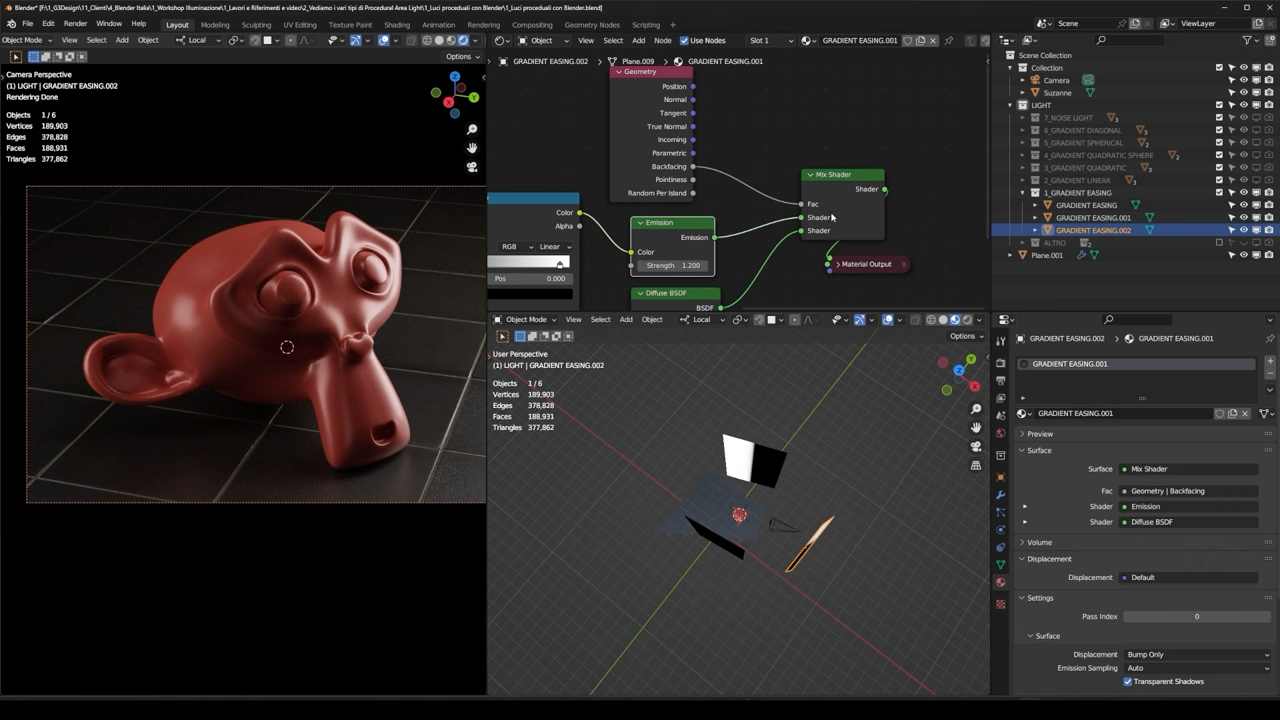 Blender* [F:\1_G3Design\11_Clienti\4_Blender Italia\1_Workshop Illuminazione\1_Lavori e Riferimenti e video\2_Vediamo i vari tipi di Procedural Area Light\1_Luci proceduali con Blender\1_Luci proceduali con Blender.blend]
File Edit Render Window Help Layout Modeling Sculpting UV Editing Texture Paint Shading Animation Rendering Compositing Geometry Nodes Scripting
Scene ViewLayer
Object Mode View Select Add Object Local
Options
Camera Perspective
(1) LIGHT | GRADIENT EASING.002
Rendering Done
Objects 1 / 6
Vertices 189,903
Edges 378,828
Faces 188,931
Triangles 377,862
X Y Z
Object View Select Add Node Use Nodes Slot 1 GRADIENT EASING.001
GRADIENT EASING.002 Plane.009 GRADIENT EASING.001
Geometry
Position
Normal
Tangent
True Normal
Incoming
Parametric
Backfacing
Pointiness
Random Per Island
Color
Alpha
RGB Linear
Pos 0.000
Emission
Emission
Color
Strength 1.200
Diffuse BSDF
BSDF
Mix Shader
Shader
Fac
Shader
Shader
Material Output
Object Mode View Select Add Object Local
Options
User Perspective
(1) LIGHT | GRADIENT EASING.002
Objects 1 / 6
Vertices 189,903
Edges 378,828
Faces 188,931
Triangles 377,862
Y Z X
Scene Collection
Collection
Camera
Suzanne
LIGHT
7_NOISE LIGHT 3
6_GRADIENT DIAGONAL 3
5_GRADIENT SPHERICAL 2
4_GRADIENT QUADRATIC SPHERE 2
3_GRADIENT QUADRATIC 3
2_GRADIENT LINEAR 3
1_GRADIENT EASING
GRADIENT EASING
GRADIENT EASING.001
GRADIENT EASING.002
ALTRO 2
Plane.001
GRADIENT EASING.002 GRADIENT EASING.001
GRADIENT EASING.001
GRADIENT EASING.001
Preview
Surface
Surface Mix Shader
Fac Geometry | Backfacing
Shader Emission
Shader Diffuse BSDF
Volume
Displacement
Displacement Default
Settings
Pass Index 0
Surface
Displacement Bump Only
Emission Sampling Auto
Transparent Shadows